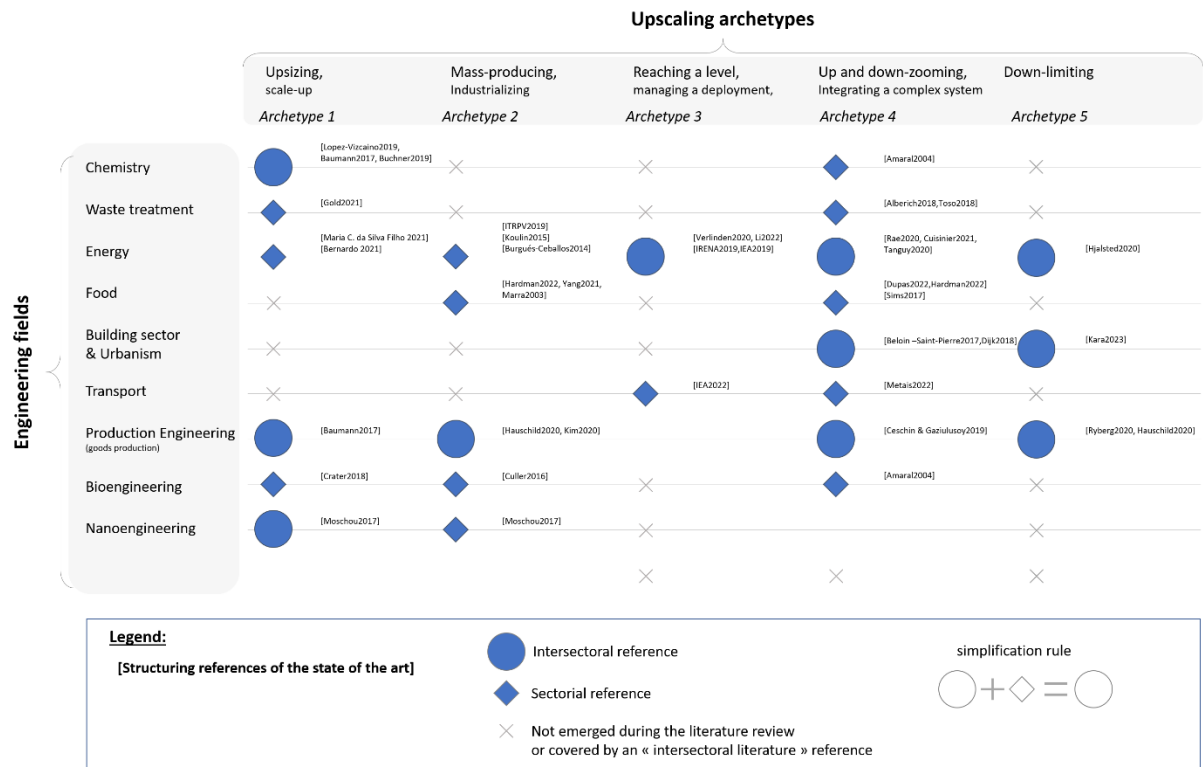 Upscaling archetypes
Upsizing,
scale-up
Archetype 1
Mass-producing,
Industrializing
Archetype 2
Reaching a level,
managing a deployment,
Archetype 3
Up and down-zooming,
Integrating a complex system
Archetype 4
Down-limiting
Archetype 5
Engineering fields
Chemistry
[Lopez-Vizcaino2019,
Baumann2017, Buchner2019]
[Amaral2004]
Waste treatment
[Gold2021]
[Alberich2018,Toso2018]
Energy
[Maria C. da Silva Filho 2021]
[Bernardo 2021]
[ITRPV2019]
[Koulin2015]
[Burgués-Ceballos2014]
[Verlinden2020, Li2022]
[IRENA2019,IEA2019]
[Rae2020, Cuisinier2021,
Tanguy2020]
[Hjalsted2020]
Food
[Hardman2022, Yang2021,
Marra2003]
[Dupas2022,Hardman2022]
[Sims2017]
Building sector
& Urbanism
[Beloin –Saint-Pierre2017,Dijk2018]
[Kara2023]
Transport
[IEA2022]
[Metais2022]
Production Engineering
(goods production)
[Baumann2017]
[Hauschild2020, Kim2020]
[Ceschin & Gaziulusoy2019]
[Ryberg2020, Hauschild2020]
Bioengineering
[Crater2018]
[Culler2016]
[Amaral2004]
Nanoengineering
[Moschou2017]
[Moschou2017]
Legend:
[Structuring references of the state of the art]
Intersectoral reference
Sectorial reference
Not emerged during the literature review
or covered by an « intersectoral literature » reference
simplification rule